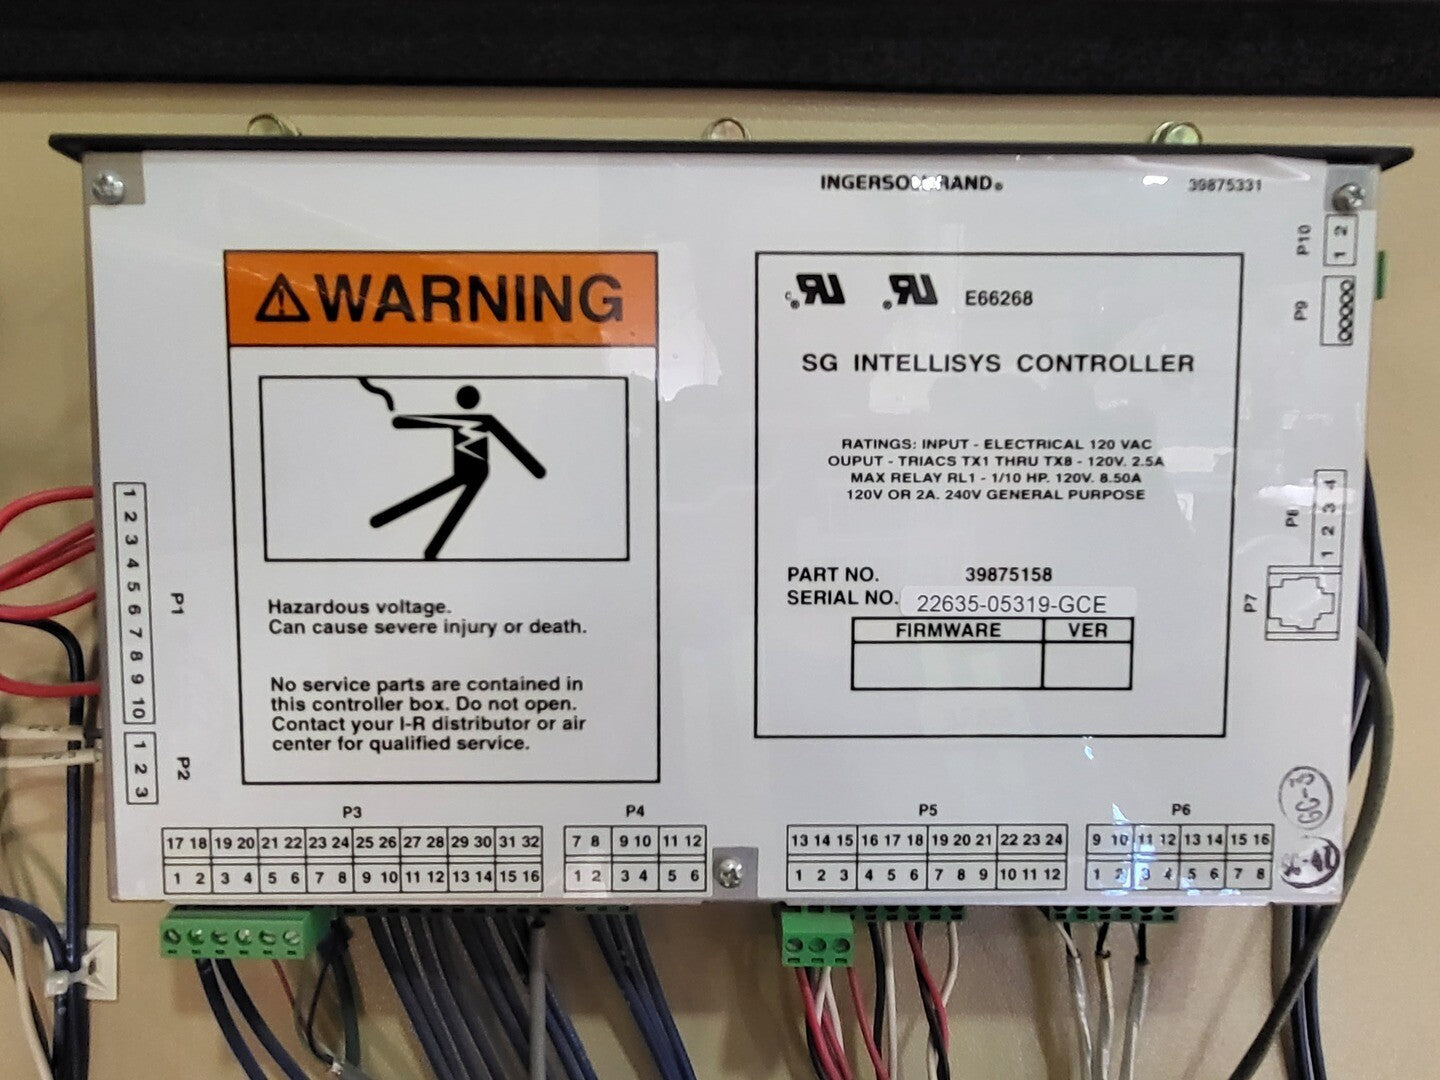 INGERSOLL-RAND®
39875331
P10
1 2
P9
WARNING
c ®
®
E66268
SG INTELLISYS CONTROLLER
RATINGS: INPUT - ELECTRICAL 120 VAC
OUPUT - TRIACS TX1 THRU TX8 - 120V. 2.5A
MAX RELAY RL1 - 1/10 HP. 120V. 8.50A
120V OR 2A. 240V GENERAL PURPOSE
1 2 3 4
P7
PART NO. 39875158
SERIAL NO. 22635-05319-GCE
FIRMWARE VER
Hazardous voltage.
Can cause severe injury or death.
No service parts are contained in
this controller box. Do not open.
Contact your I-R distributor or air
center for qualified service.
1 2 3 4 5 6 7 8 9 10
P1
1 2 3
P2
P3
17 18 19 20 21 22 23 24 25 26 27 28 29 30 31 32
1 2 3 4 5 6 7 8 9 10 11 12 13 14 15 16
P4
7 8 9 10 11 12
1 2 3 4 5 6
P5
13 14 15 16 17 18 19 20 21 22 23 24
1 2 3 4 5 6 7 8 9 10 11 12
P6
9 10 11 12 13 14 15 16
1 2 3 4 5 6 7 8
GC-3